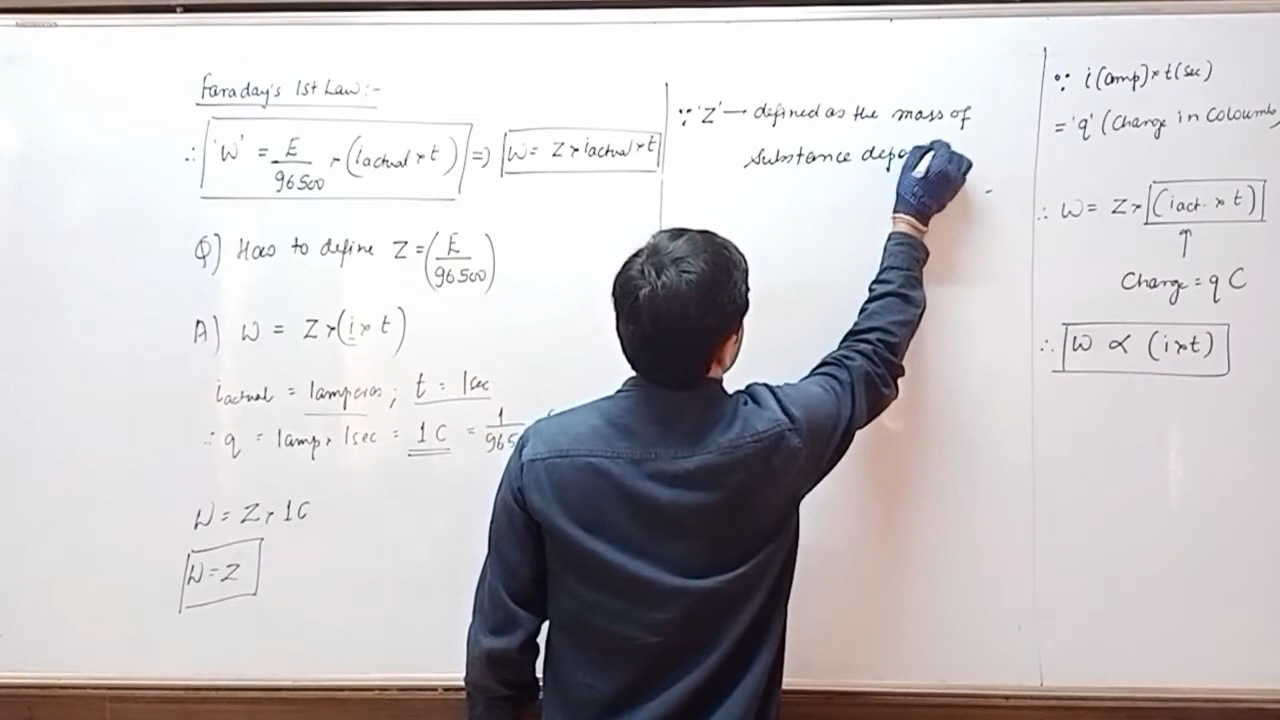 Faraday's 1st Law:-
∴ 'W' = E/96500 × (iactual × t) => W = Z × iactual × t
Q) How to define Z = (E/96500)
A) W = Z × (i × t)
iactual = 1amperes ; t = 1sec
∴ q = 1amp × 1sec = 1C = 1/965
W = Z × 1C
W = Z
∵ 'Z' → defined as the mass of
substance depo
∵ i(amp) × t(sec)
= 'q' (Charge in Coloumbs)
∴ W = Z × (iact. × t)
↑
Charge = q C
∴ W ∝ (i × t)